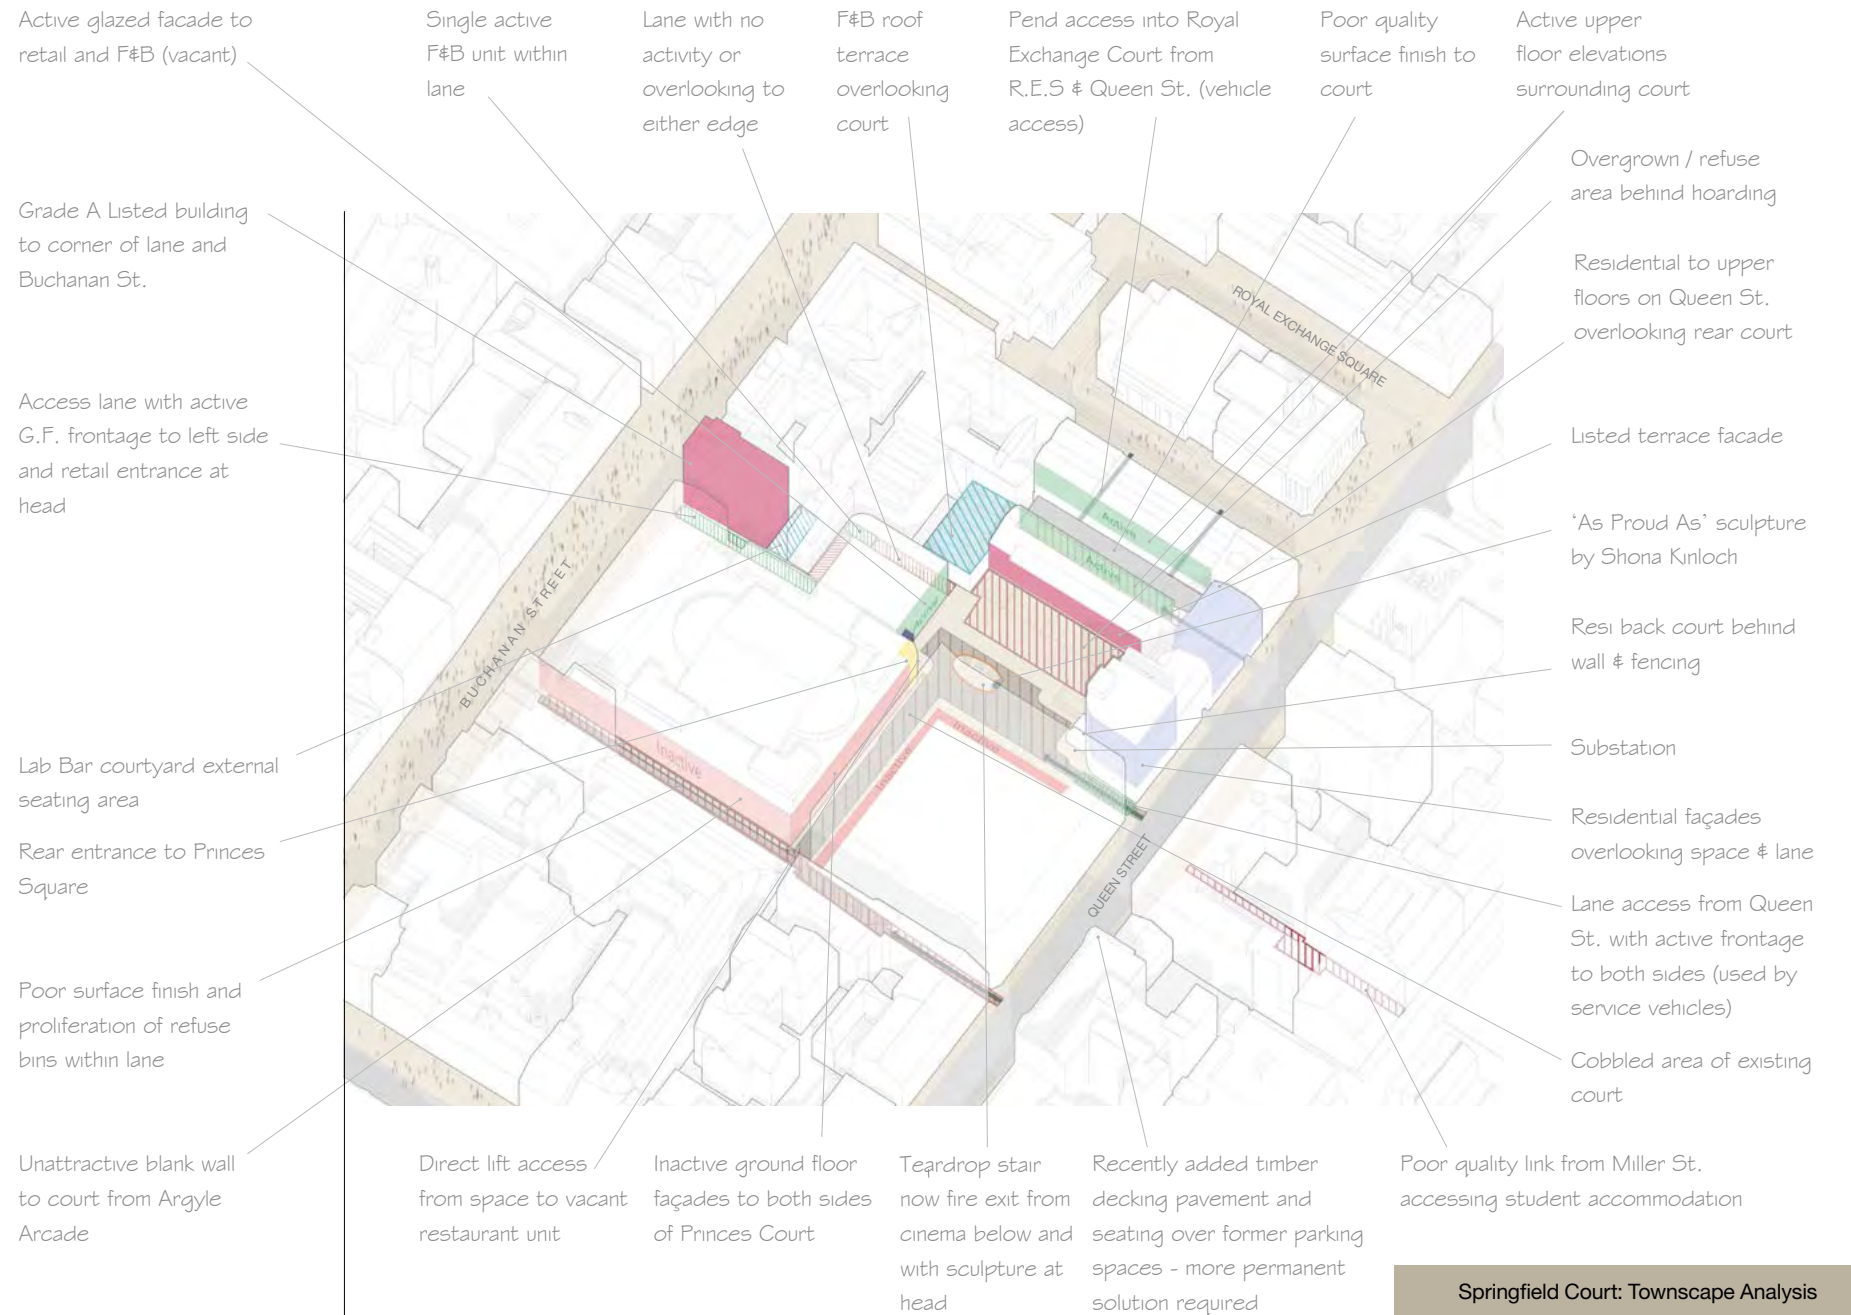 Active glazed facade to
retail and F&B (vacant)
Single active
F&B unit within
lane
Lane with no
activity or
overlooking to
either edge
F&B roof
terrace
overlooking
court
Pend access into Royal
Exchange Court from
R.E.S & Queen St. (vehicle
access)
Poor quality
surface finish to
court
Active upper
floor elevations
surrounding court
Overgrown / refuse
area behind hoarding
Grade A Listed building
to corner of lane and
Buchanan St.
Residential to upper
floors on Queen St.
overlooking rear court
Access lane with active
G.F. frontage to left side
and retail entrance at
head
Listed terrace facade
'As Proud As' sculpture
by Shona Kinloch
Resi back court behind
wall & fencing
Substation
Lab Bar courtyard external
seating area
Rear entrance to Princes
Square
Residential façades
overlooking space & lane
Lane access from Queen
St. with active frontage
to both sides (used by
service vehicles)
Poor surface finish and
proliferation of refuse
bins within lane
Cobbled area of existing
court
ROYAL EXCHANGE SQUARE
BUCHANAN STREET
QUEEN STREET
Active
Active
Inactive
Inactive
Inactive
Unattractive blank wall
to court from Argyle
Arcade
Direct lift access
from space to vacant
restaurant unit
Inactive ground floor
façades to both sides
of Princes Court
Teardrop stair
now fire exit from
cinema below and
with sculpture at
head
Recently added timber
decking pavement and
seating over former parking
spaces - more permanent
solution required
Poor quality link from Miller St.
accessing student accommodation
Springfield Court: Townscape Analysis